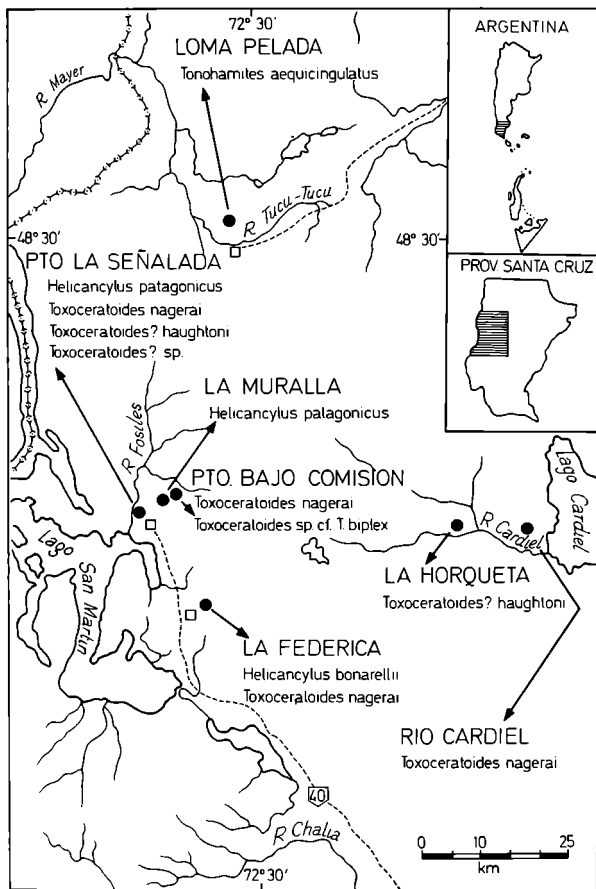 72° 30'
ARGENTINA
LOMA PELADA
Tonohamites aequicingulatus
R Mayer
R Tucu-Tucu
48° 30'
48° 30'
PROV. SANTA CRUZ
PTO LA SEÑALADA
Helicancylus patagonicus
Toxoceratoides nagerai
Toxoceratoides? haughtoni
Toxoceratoides? sp.
LA MURALLA
Helicancylus patagonicus
R Fosiles
PTO. BAJO COMISION
Toxoceratoides nagerai
Toxoceratoides sp. cf. T. biplex
Lago Cardiel
R Cardiel
Lago San Martin
LA HORQUETA
Toxoceratoides? haughtoni
LA FEDERICA
Helicancylus bonarellii
Toxoceraloides nagerai
RIO CARDIEL
Toxoceratoides nagerai
40
R Chalia
0 10 25
km
72° 30'